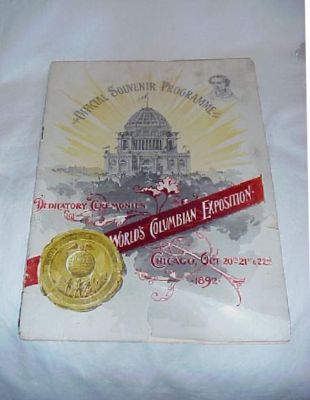 OFFICIAL SOUVENIR PROGRAMME
DEDICATORY CEREMONIES
WORLD'S COLUMBIAN EXPOSITION.
CHICAGO, OCT 20TH 21ST & 22ND
1892